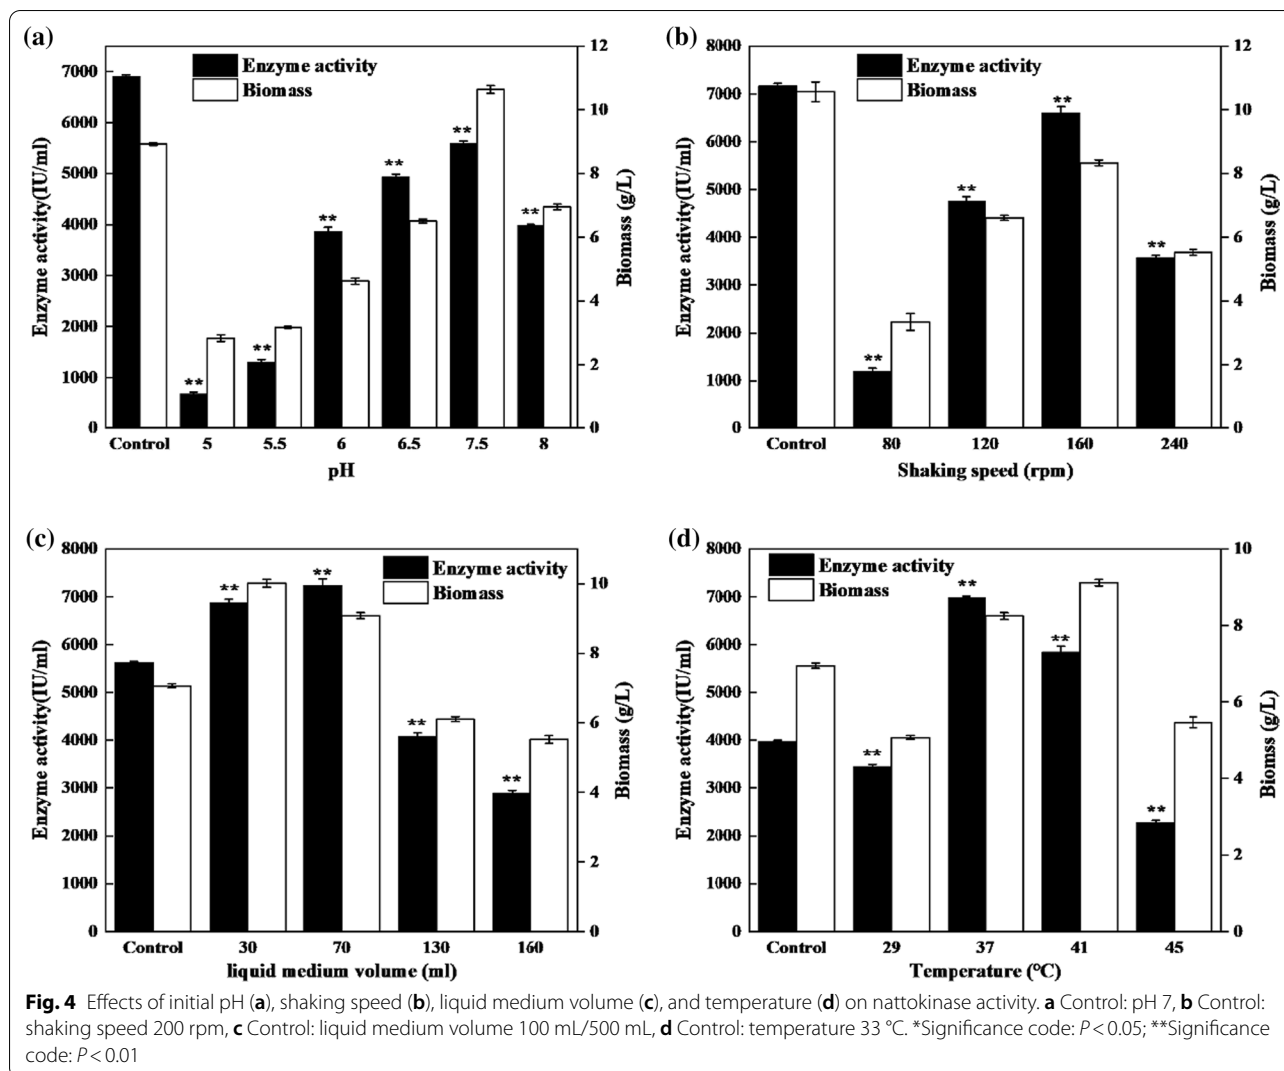 (a)
Enzyme activity
Biomass
Enzyme activity(IU/ml)
7000
6000
5000
4000
3000
2000
1000
0
12
10
8
6
4
2
0
Biomass (g/L)
** ** ** ** ** **
Control 5 5.5 6 6.5 7.5 8
pH
(b)
Enzyme activity
Biomass
Enzyme activity(IU/ml)
8000
7000
6000
5000
4000
3000
2000
1000
0
12
10
8
6
4
2
0
Biomass (g/L)
** ** ** **
Control 80 120 160 240
Shaking speed (rpm)
(c)
Enzyme activity
Biomass
Enzyme activity(IU/ml)
8000
7000
6000
5000
4000
3000
2000
1000
0
10
8
6
4
2
0
Biomass (g/L)
** ** ** **
Control 30 70 130 160
liquid medium volume (ml)
(d)
Enzyme activity
Biomass
Enzyme activity(IU/ml)
8000
7000
6000
5000
4000
3000
2000
1000
0
10
8
6
4
2
0
Biomss (g/L)
** ** ** **
Control 29 37 41 45
Temperature (°C)
Fig. 4 Effects of initial pH (a), shaking speed (b), liquid medium volume (c), and temperature (d) on nattokinase activity. a Control: pH 7, b Control:
shaking speed 200 rpm, c Control: liquid medium volume 100 mL/500 mL, d Control: temperature 33 °C. *Significance code: P < 0.05; **Significance
code: P < 0.01